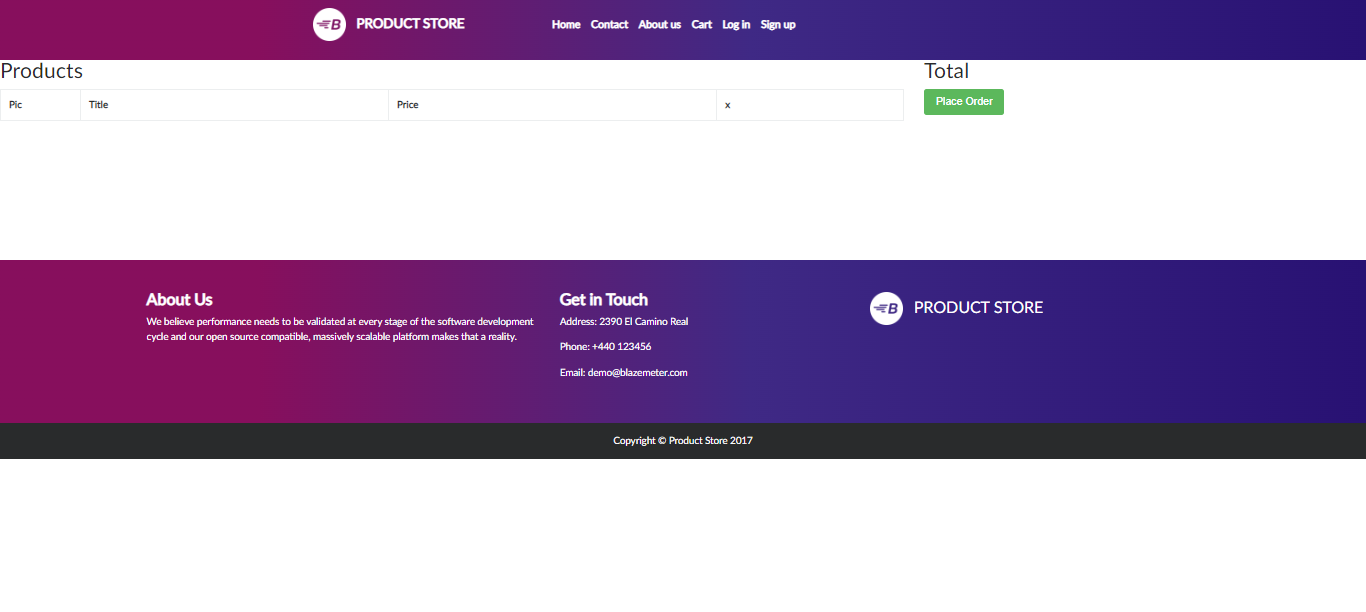 B PRODUCT STORE Home Contact About us Cart Log in Sign up
Products
Total
Pic Title Price x
Place Order
About Us
We believe performance needs to be validated at every stage of the software development
cycle and our open source compatible, massively scalable platform makes that a reality.
Get in Touch
Address: 2390 El Camino Real
Phone: +440 123456
Email: demo@blazemeter.com
B PRODUCT STORE
Copyright © Product Store 2017